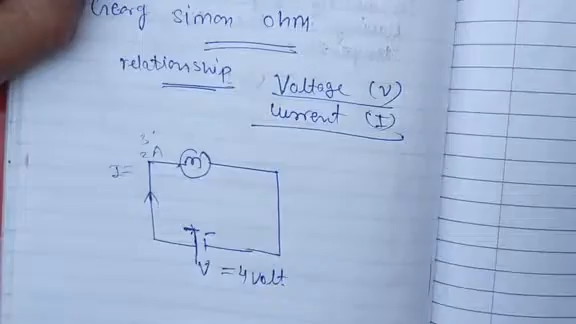 Georg simon ohm
relationship
Voltage (V)
Current (I)
I =
2A
m
V = 4 volt